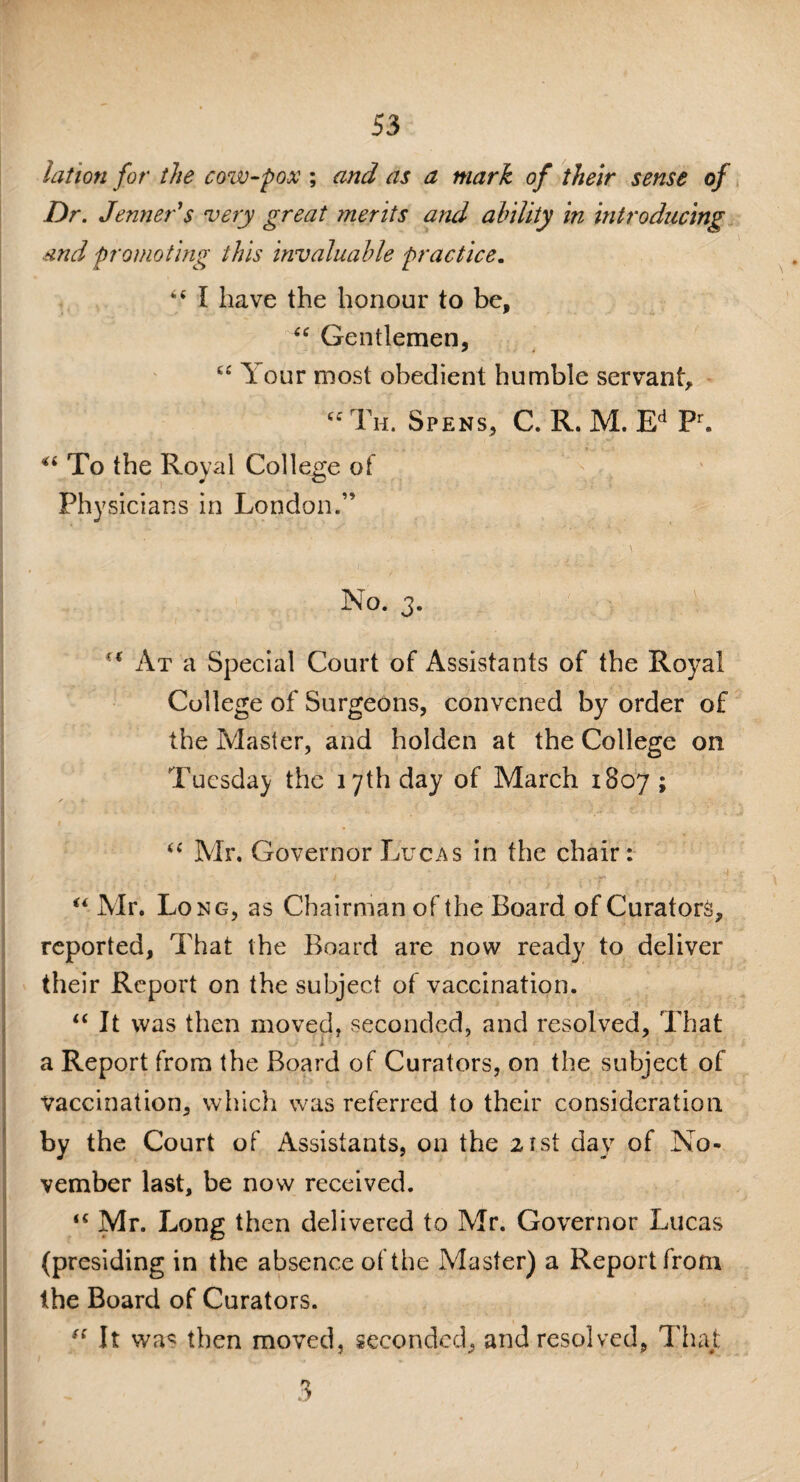 53
lation for the cow-pox ; and as a mark of their sense of
Dr. Jenner's very great merits and ability in introducing
and promoting this invaluable practice.
“ I have the honour to be,
“ Gentlemen,
“ Your most obedient humble servant,
“ Th. Spens, C. R. M. Ed Pr.
“ To the Royal College of
Physicians in London.”
No. 3.
“ At a Special Court of Assistants of the Royal
College of Surgeons, convened by order of
the Master, and holden at the College on
Tuesday the 17th day of March 1807 ;
“ Mr. Governor Lucas in the chair:
“ Mr. Long, as Chairman of the Board of Curators,
reported, That the Board are now ready to deliver
their Report on the subject of vaccination.
“ It was then moved, seconded, and resolved, That
a Report from the Board of Curators, on the subject of
vaccination, which was referred to their consideration
by the Court of Assistants, on the 21st day of No-
vember last, be now received.
“ Mr. Long then delivered to Mr. Governor Lucas
(presiding in the absence of the Master) a Report from
the Board of Curators.
“ It was then moved, seconded, and resolved, That
3